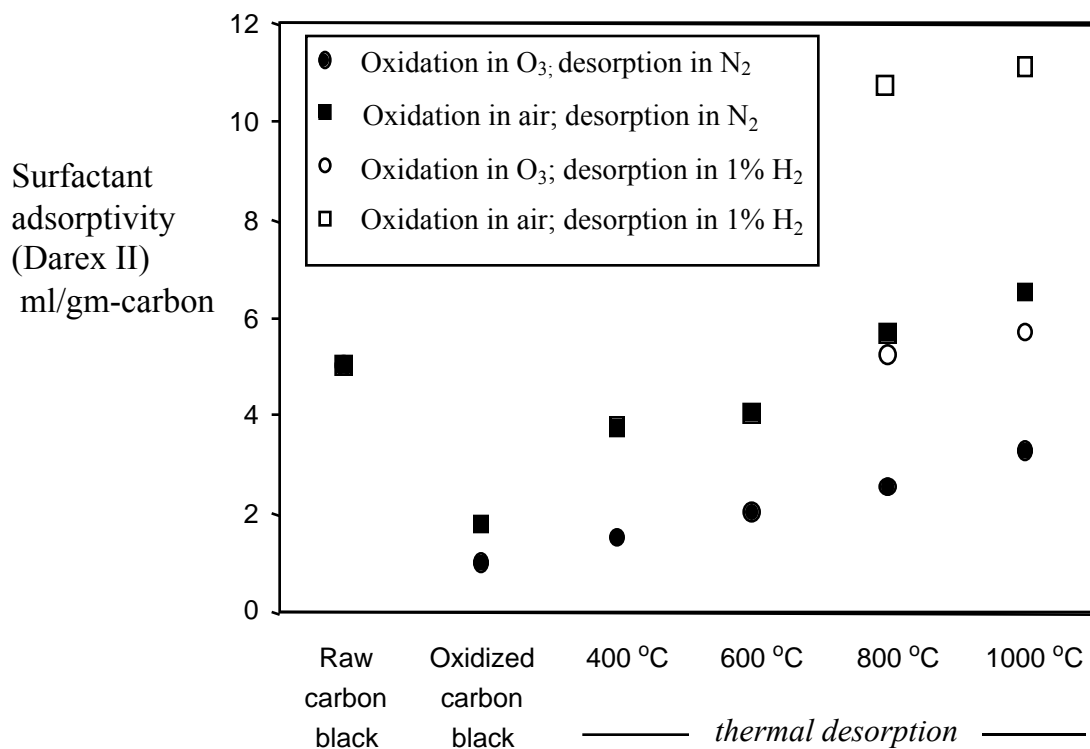 12
10
8
6
4
2
0
Surfactant
adsorptivity
(Darex II)
ml/gm-carbon
Oxidation in O₃; desorption in N₂
Oxidation in air; desorption in N₂
Oxidation in O₃; desorption in 1% H₂
Oxidation in air; desorption in 1% H₂
Raw
carbon
black
Oxidized
carbon
black
400 °C
600 °C
800 °C
1000 °C
thermal desorption